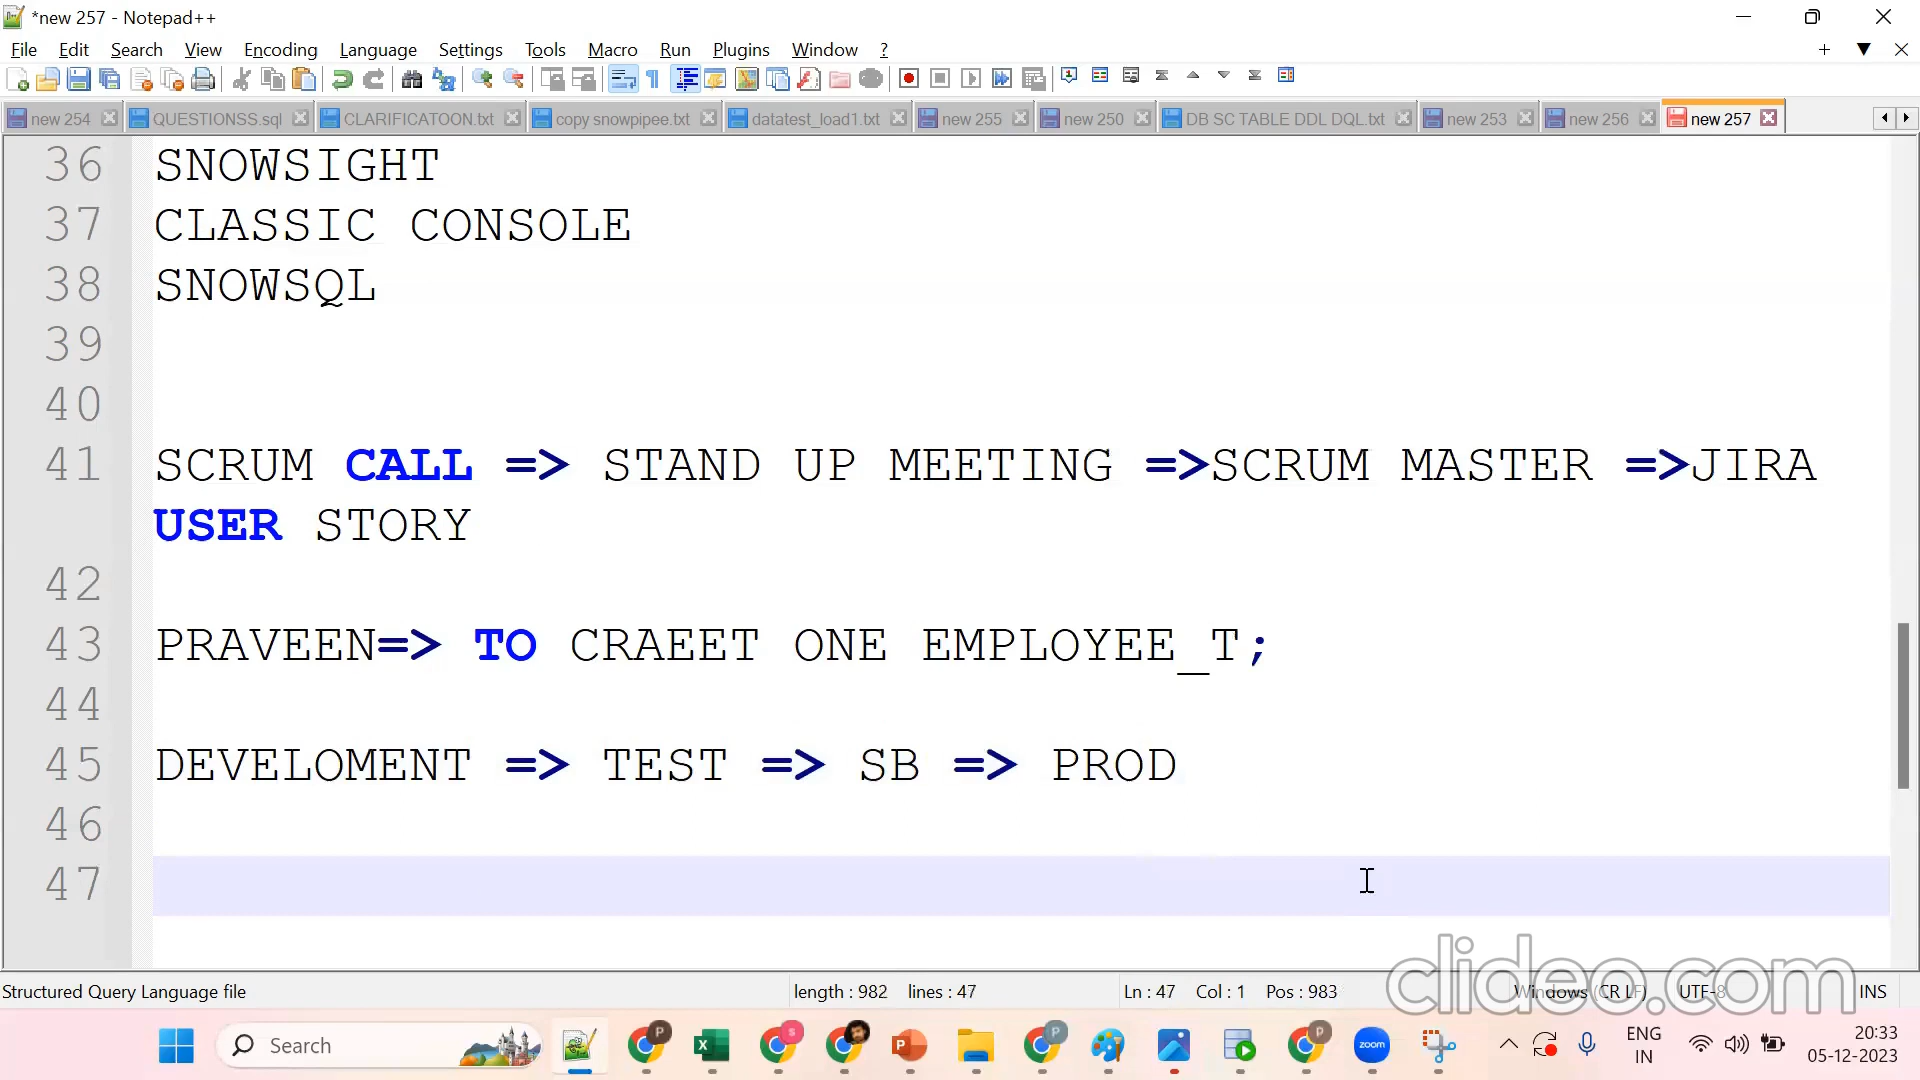 *new 257 - Notepad++
File Edit Search View Encoding Language Settings Tools Macro Run Plugins Window ?
new 254 QUESTIONSS.sql CLARIFICATOON.txt copy snowpipee.txt datatest_load1.txt new 255 new 250 DB SC TABLE DDL DQL.txt new 253 new 256 new 257
36 SNOWSIGHT
37 CLASSIC CONSOLE
38 SNOWSQL
39
40
41 SCRUM CALL => STAND UP MEETING =>SCRUM MASTER =>JIRA
USER STORY
42
43 PRAVEEN=> TO CRAEET ONE EMPLOYEE_T;
44
45 DEVELOMENT => TEST => SB => PROD
46
47
clideo.com
Structured Query Language file length : 982 lines : 47 Ln : 47 Col : 1 Pos : 983 Windows (CR LF) UTF-8 INS
Search zoom ENG 20:33
IN 05-12-2023